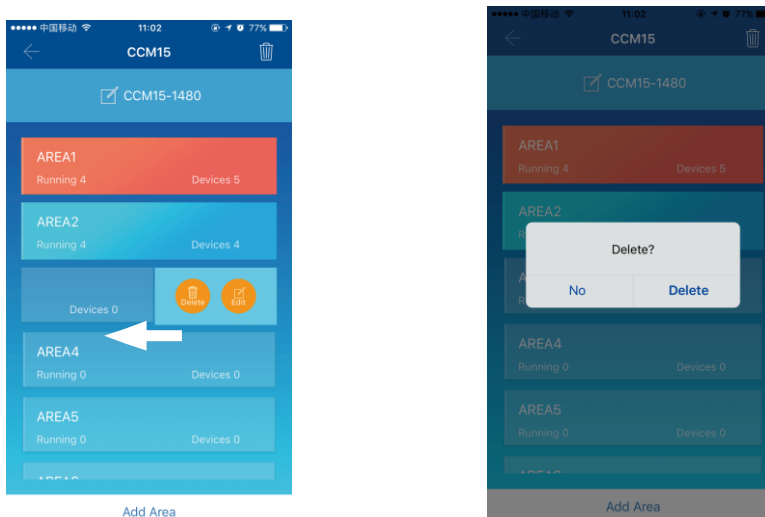 中国移动 11:02 77%
CCM15
CCM15-1480
AREA1
Running 4 Devices 5
AREA2
Running 4 Devices 4
Delete Edit
Devices 0
AREA4
Running 0 Devices 0
AREA5
Running 0 Devices 0
AREA6
Add Area
中国移动 11:02 77%
CCM15
CCM15-1480
AREA1
Running 4 Devices 5
AREA2
R
Delete?
A
No Delete
R
AREA4
Running 0 Devices 0
AREA5
Running 0 Devices 0
AREA6
Add Area